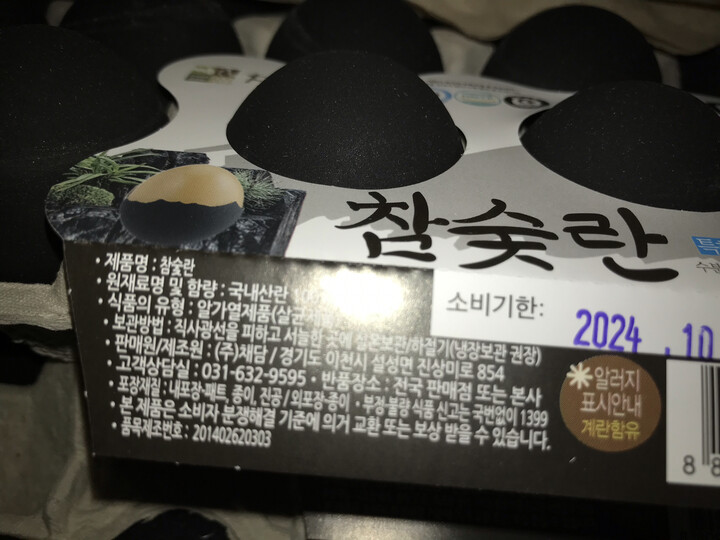 참숯란
소비기한:
2024 .10
· 제품명 : 참숯란
· 원재료명 및 함량 : 국내산란
· 식품의 유형 : 알가열제품
· 보관방법 : 직사광선을 피하고 서늘한 곳에 실온보관/하절기(냉장보관 권장)
· 판매원/제조원 : (주)채담 / 경기도 이천시 설성면 진상미로 854
· 고객상담실 : 031-632-9595 · 반품장소 : 전국 판매점 또는 본사
· 포장재질 : 내포장-패트, 종이, 진공 / 외포장-종이 · 부정·불량 식품 신고는 국번없이 1399
· 본 제품은 소비자 분쟁해결 기준에 의거 교환 또는 보상 받을 수 있습니다.
· 품목제조번호 : 201402620303
알러지
표시안내
계란함유
8 8